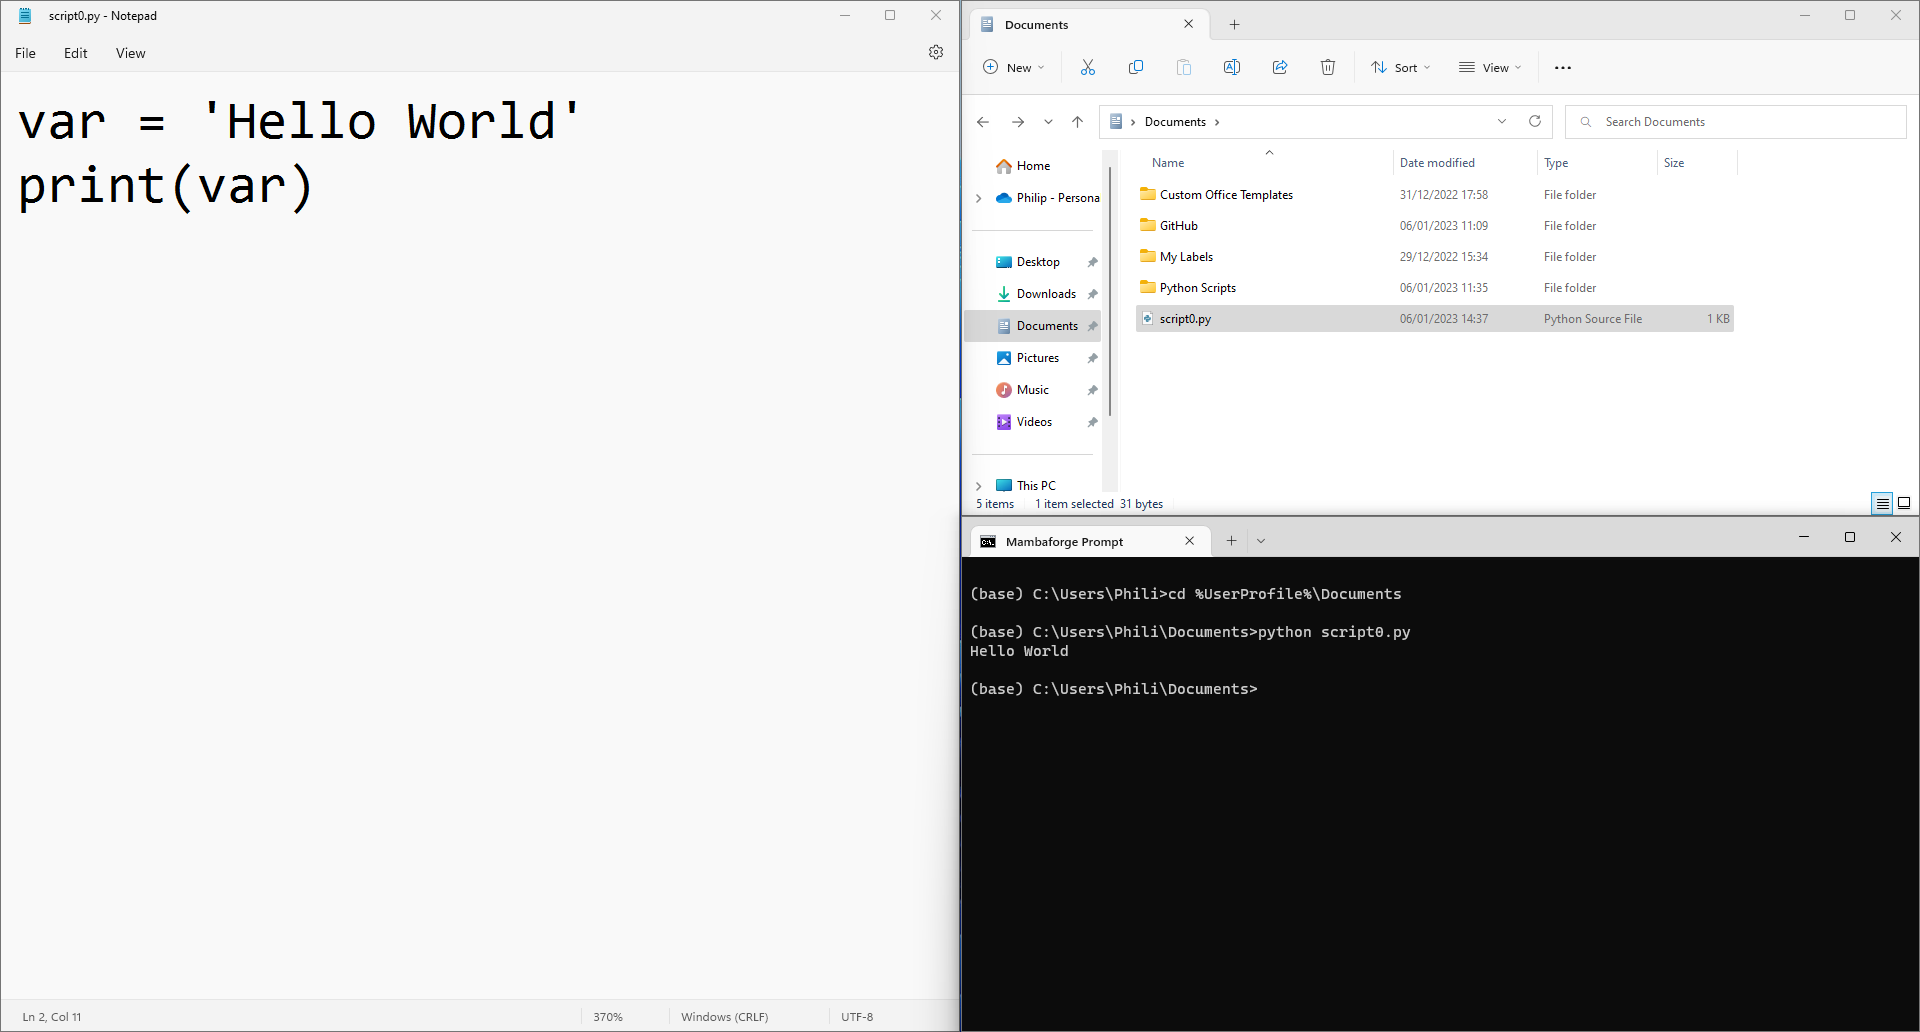 script0.py - Notepad
File Edit View
var = 'Hello World'
print(var)
Ln 2, Col 11 370% Windows (CRLF) UTF-8
Documents
New Sort View
Documents
Search Documents
Home
Philip - Persona
Desktop
Downloads
Documents
Pictures
Music
Videos
This PC
Name Date modified Type Size
Custom Office Templates 31/12/2022 17:58 File folder
GitHub 06/01/2023 11:09 File folder
My Labels 29/12/2022 15:34 File folder
Python Scripts 06/01/2023 11:35 File folder
script0.py 06/01/2023 14:37 Python Source File 1 KB
5 items 1 item selected 31 bytes
Mambaforge Prompt
(base) C:\Users\Phili>cd %UserProfile%\Documents
(base) C:\Users\Phili\Documents>python script0.py
Hello World
(base) C:\Users\Phili\Documents>